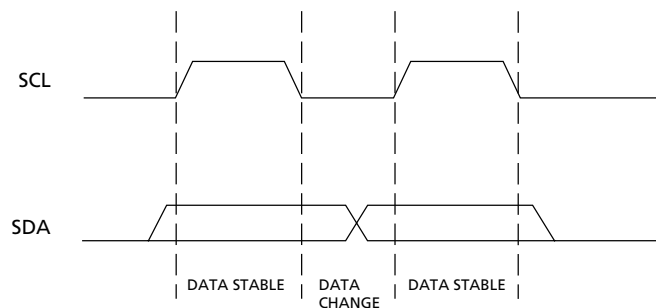 SCL
SDA
DATA STABLE
DATA
CHANGE
DATA STABLE